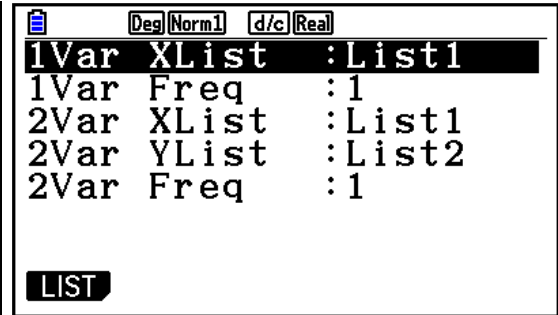 Deg Norm1 d/c Real
1Var XList :List1
1Var Freq :1
2Var XList :List1
2Var YList :List2
2Var Freq :1
LIST